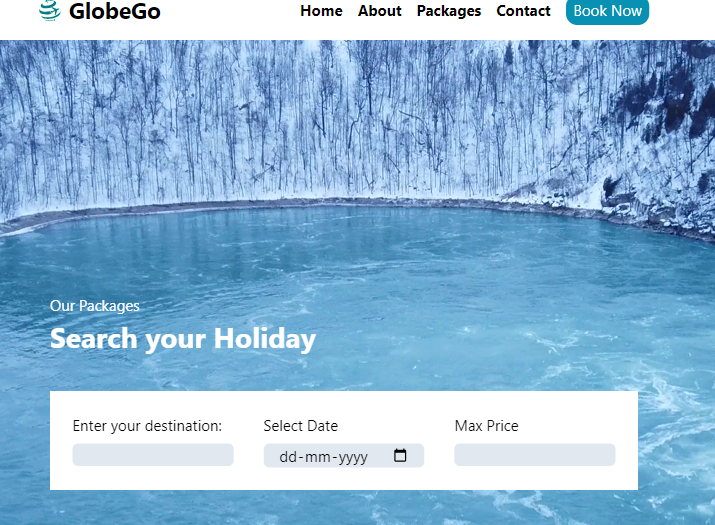 GlobeGo Home About Packages Contact Book Now
Our Packages
Search your Holiday
Enter your destination: Select Date Max Price
dd-mm-yyyy